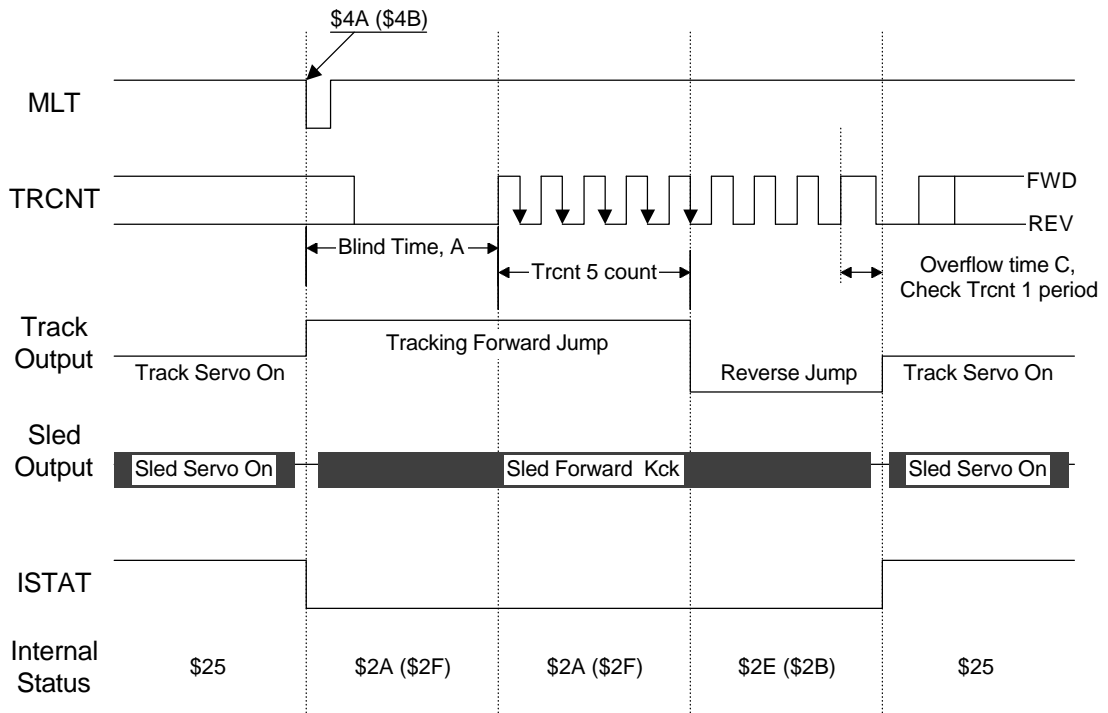 $4A ($4B)
MLT
TRCNT
FWD
REV
Blind Time, A
Trcnt 5 count
Overflow time C,
Check Trcnt 1 period
Track
Output
Tracking Forward Jump
Track Servo On
Reverse Jump
Track Servo On
Sled
Output
Sled Servo On
Sled Forward Kck
Sled Servo On
ISTAT
Internal
Status
$25
$2A ($2F)
$2A ($2F)
$2E ($2B)
$25